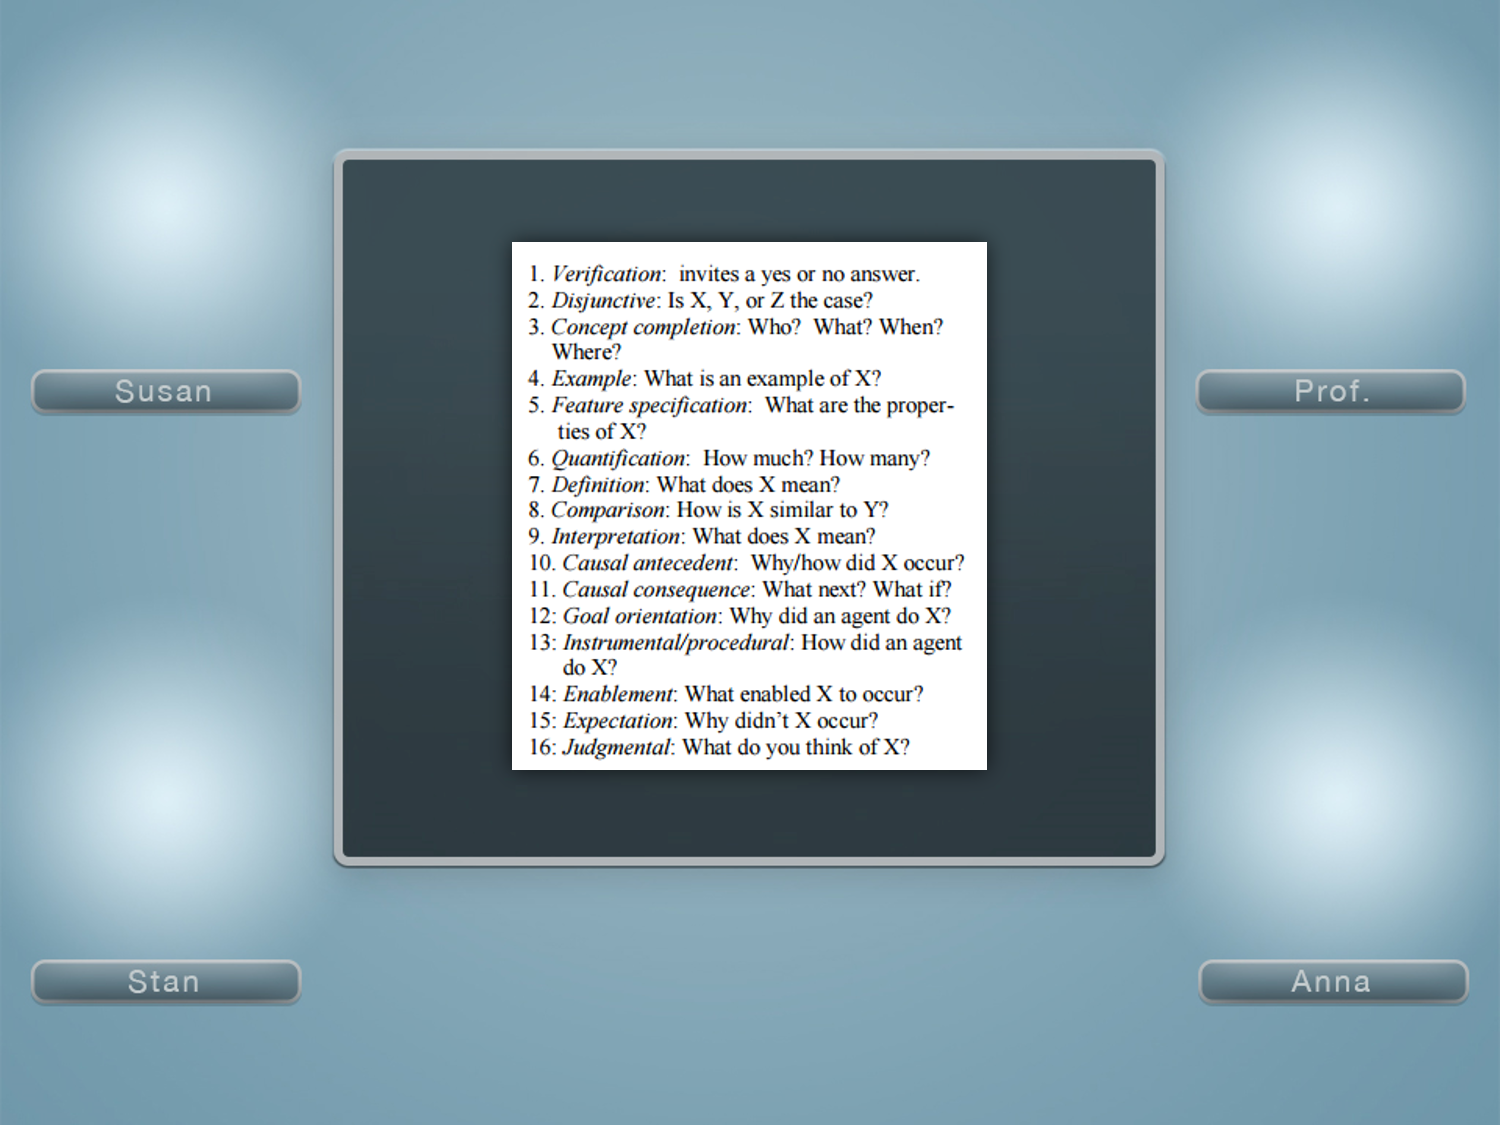 1. Verification:  invites a yes or no answer.
2. Disjunctive: Is X, Y, or Z the case?
3. Concept completion: Who?  What? When?
Where?
4. Example: What is an example of X?
5. Feature specification:  What are the proper-
ties of X?
6. Quantification:  How much? How many?
7. Definition: What does X mean?
8. Comparison: How is X similar to Y?
9. Interpretation: What does X mean?
10. Causal antecedent:  Why/how did X occur?
11. Causal consequence: What next? What if?
12: Goal orientation: Why did an agent do X?
13: Instrumental/procedural: How did an agent
do X?
14: Enablement: What enabled X to occur?
15: Expectation: Why didn’t X occur?
16: Judgmental: What do you think of X?
Susan
Prof.
Stan
Anna